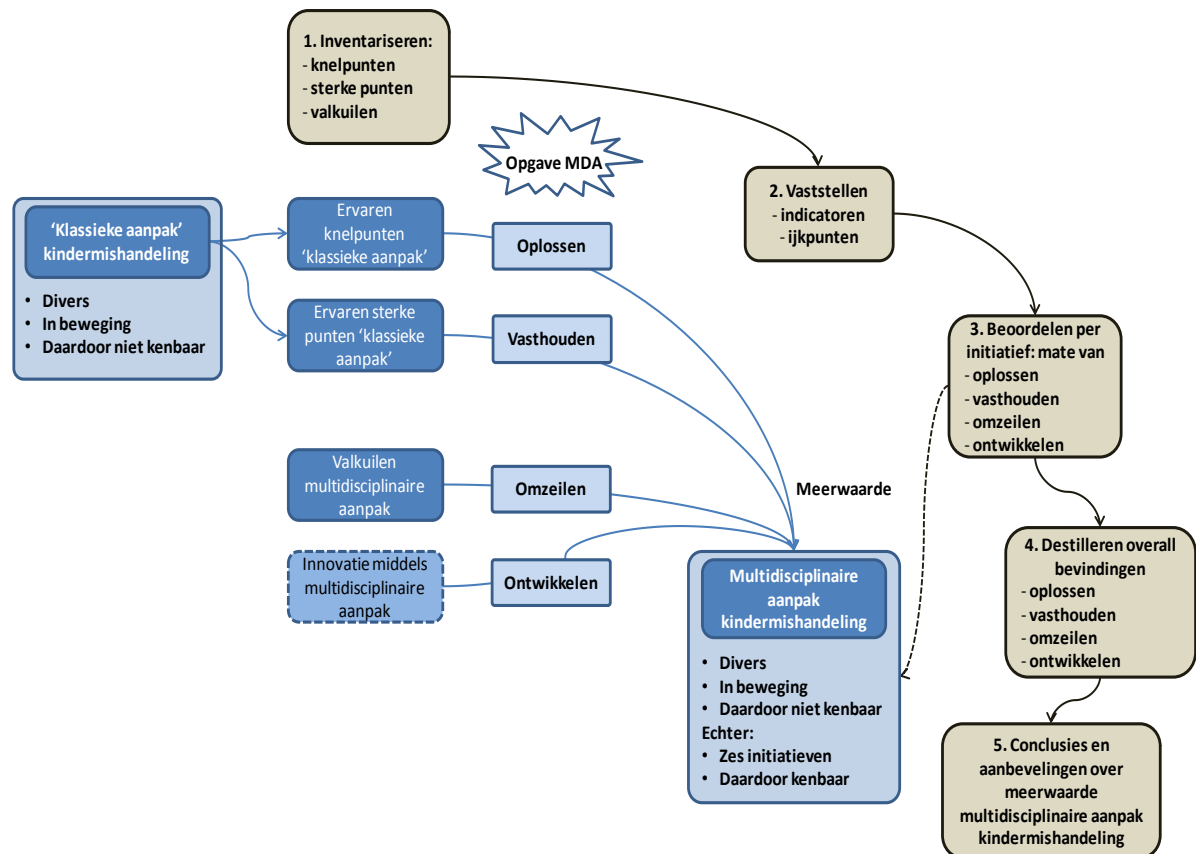 1. Inventariseren:
- knelpunten
- sterke punten
- valkuilen
Opgave MDA
2. Vaststellen
- indicatoren
- ijkpunten
‘Klassieke aanpak’
kindermishandeling
• Divers
• In beweging
• Daardoor niet kenbaar
Ervaren
knelpunten
‘klassieke aanpak’
Oplossen
Ervaren sterke
punten ‘klassieke
aanpak’
Vasthouden
3. Beoordelen per
initiatief: mate van
- oplossen
- vasthouden
- omzeilen
- ontwikkelen
Valkuilen
multidisciplinaire
aanpak
Omzeilen
Meerwaarde
Innovatie middels
multidisciplinaire
aanpak
Ontwikkelen
Multidisciplinaire
aanpak
kindermishandeling
• Divers
• In beweging
• Daardoor niet kenbaar
Echter:
• Zes initiatieven
• Daardoor kenbaar
4. Destilleren overall
bevindingen
- oplossen
- vasthouden
- omzeilen
- ontwikkelen
5. Conclusies en
aanbevelingen over
meerwaarde
multidisciplinaire aanpak
kindermishandeling